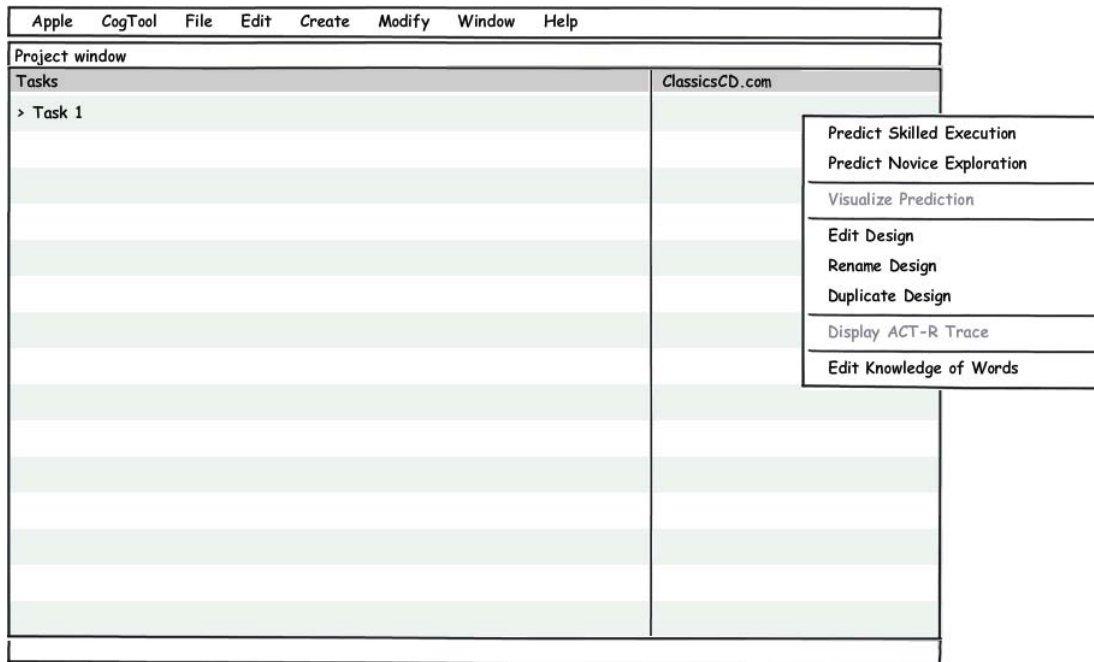 Apple CogTool File Edit Create Modify Window Help
Project window
Tasks ClassicsCD.com
> Task 1
Predict Skilled Execution
Predict Novice Exploration
Visualize Prediction
Edit Design
Rename Design
Duplicate Design
Display ACT-R Trace
Edit Knowledge of Words